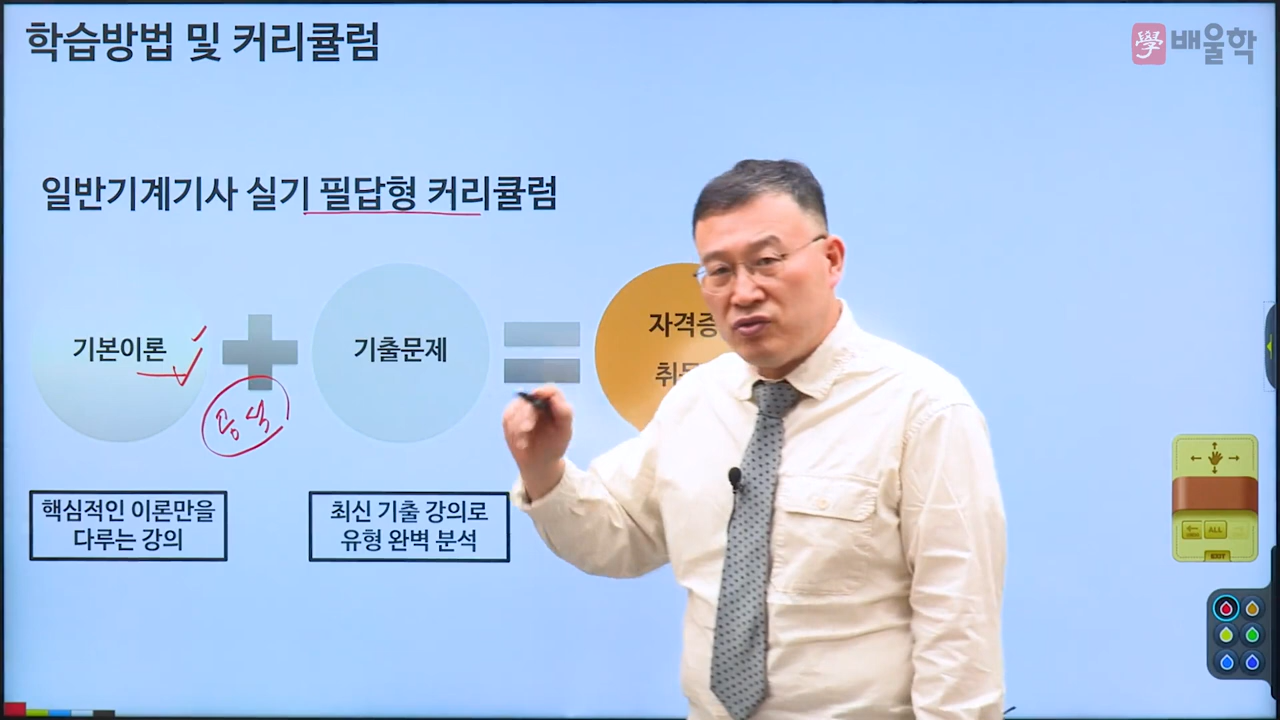 학습방법 및 커리큘럼
學 배울학
일반기계기사 실기 필답형 커리큘럼
기본이론
기출문제
자격증
취득
핵심적인 이론만을
다루는 강의
최신 기출 강의로
유형 완벽 분석
ALL
EXIT